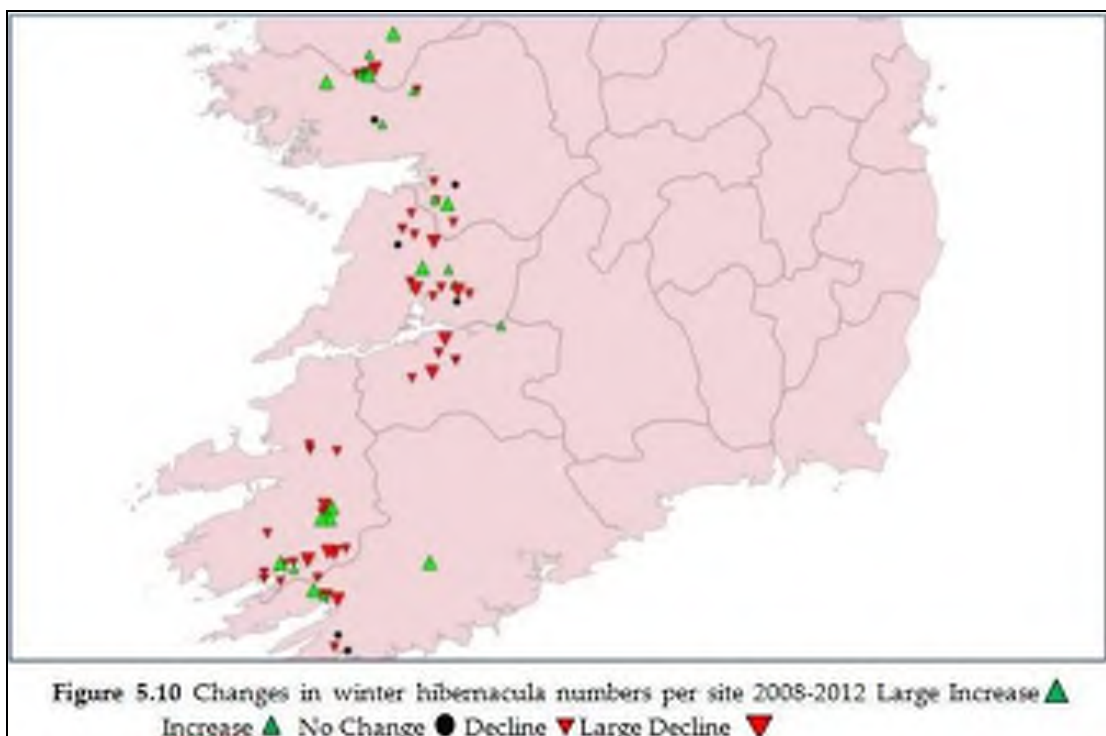 Figure 5.10 Changes in winter hibernacula numbers per site 2008-2012 Large Increase
Increase No Change Decline Large Decline